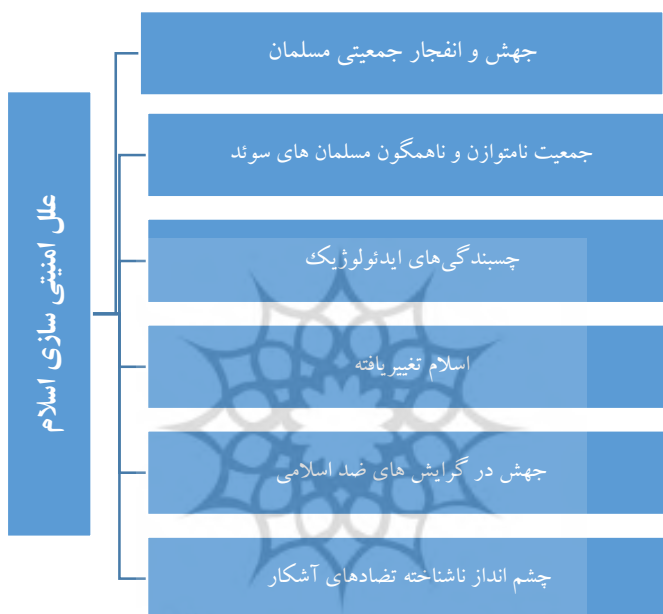 علل امنیتی سازی اسلام
جهش و انفجار جمعیتی مسلمان
جمعیت نامتوازن و ناهمگون مسلمان های سوئد
چسبندگی‌های ایدئولوژیک
اسلام تغییریافته
جهش در گرایش های ضد اسلامی
چشم انداز ناشناخته تضادهای آشکار